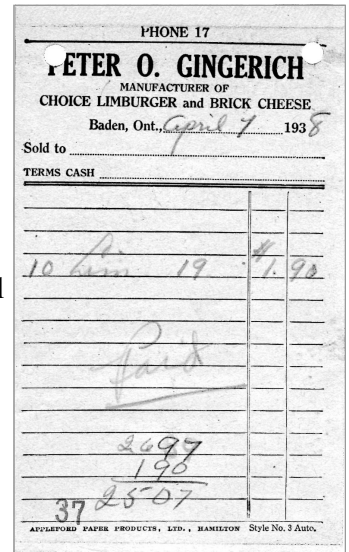 PHONE 17
PETER O. GINGERICH
MANUFACTURER OF
CHOICE LIMBURGER and BRICK CHEESE
Baden, Ont., April 7 1938
Sold to
TERMS CASH
10 Lim 19 $1.90
Paid
2697
190
2507
37
APPLEFORD PAPER PRODUCTS, LTD., HAMILTON Style No. 3 Auto.